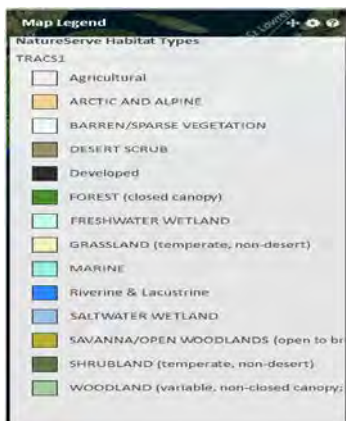 Map Legend
NatureServe Habitat Types
TRACS1
Agricultural
ARCTIC AND ALPINE
BARREN/SPARSE VEGETATION
DESERT SCRUB
Developed
FOREST (closed canopy)
FRESHWATER WETLAND
GRASSLAND (temperate, non-desert)
MARINE
Riverine & Lacustrine
SALTWATER WETLAND
SAVANNA/OPEN WOODLANDS (open to br
SHRUBLAND (temperate, non-desert)
WOODLAND (variable, non-closed canopy;